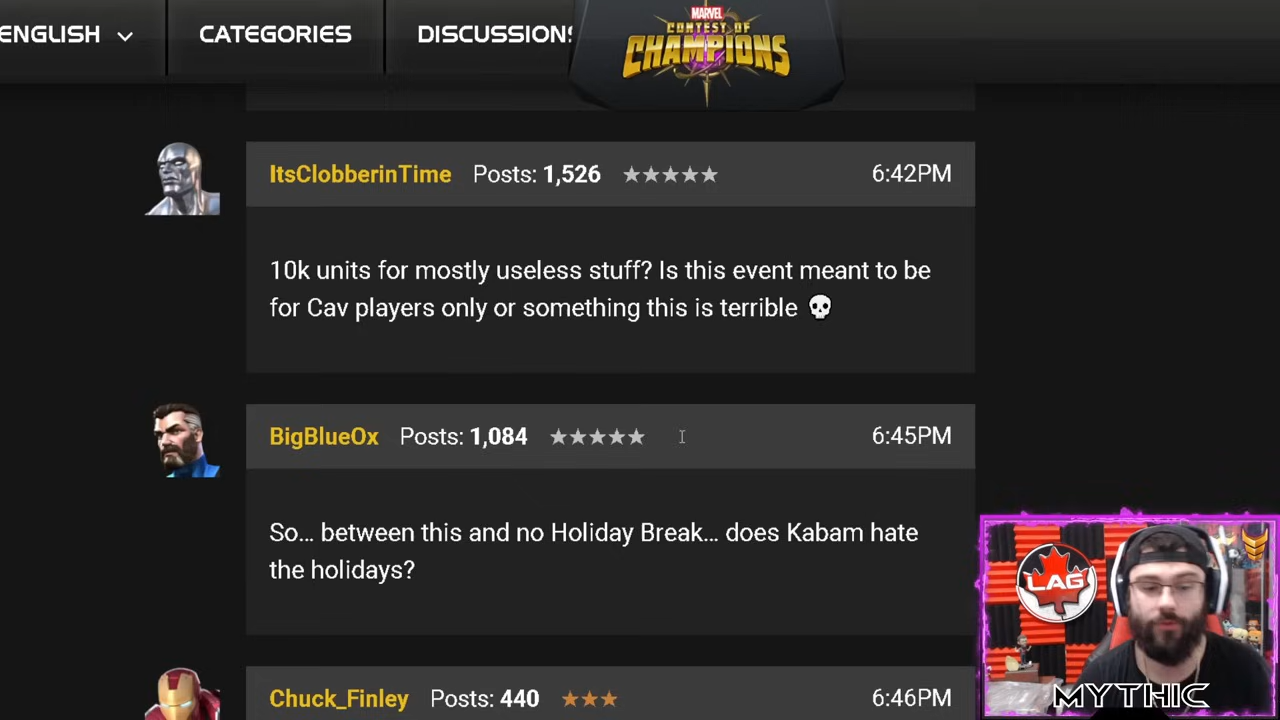 ENGLISH
CATEGORIES
DISCUSSIONS
MARVEL
CONTEST OF
CHAMPIONS
ItsClobberinTime Posts: 1,526 ★★★★★ 6:42PM
10k units for mostly useless stuff? Is this event meant to be
for Cav players only or something this is terrible 💀
BigBlueOx Posts: 1,084 ★★★★★ 6:45PM
So… between this and no Holiday Break… does Kabam hate
the holidays?
Chuck_Finley Posts: 440 ★★★ 6:46PM
LAG
MYTHIC